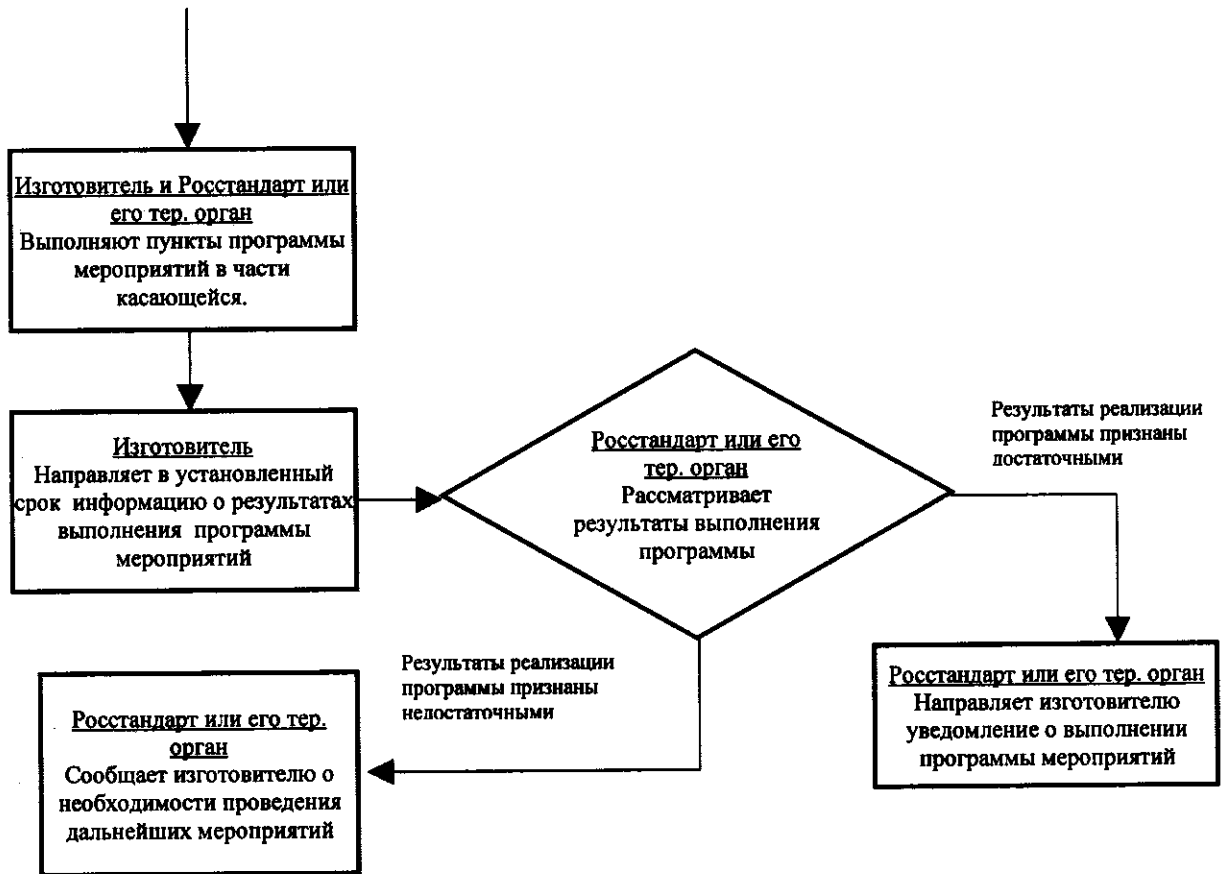 Изготовитель и Росстандарт или
его тер. орган
Выполняют пункты программы
мероприятий в части
касающейся.
Изготовитель
Направляет в установленный
срок информацию о результатах
выполнения программы
мероприятий
Росстандарт или его
тер. орган
Рассматривает
результаты выполнения
программы
Результаты реализации
программы признаны
достаточными
Результаты реализации
программы признаны
недостаточными
Росстандарт или его тер.
орган
Сообщает изготовителю о
необходимости проведения
дальнейших мероприятий
Росстандарт или его тер. орган
Направляет изготовителю
уведомление о выполнении
программы мероприятий